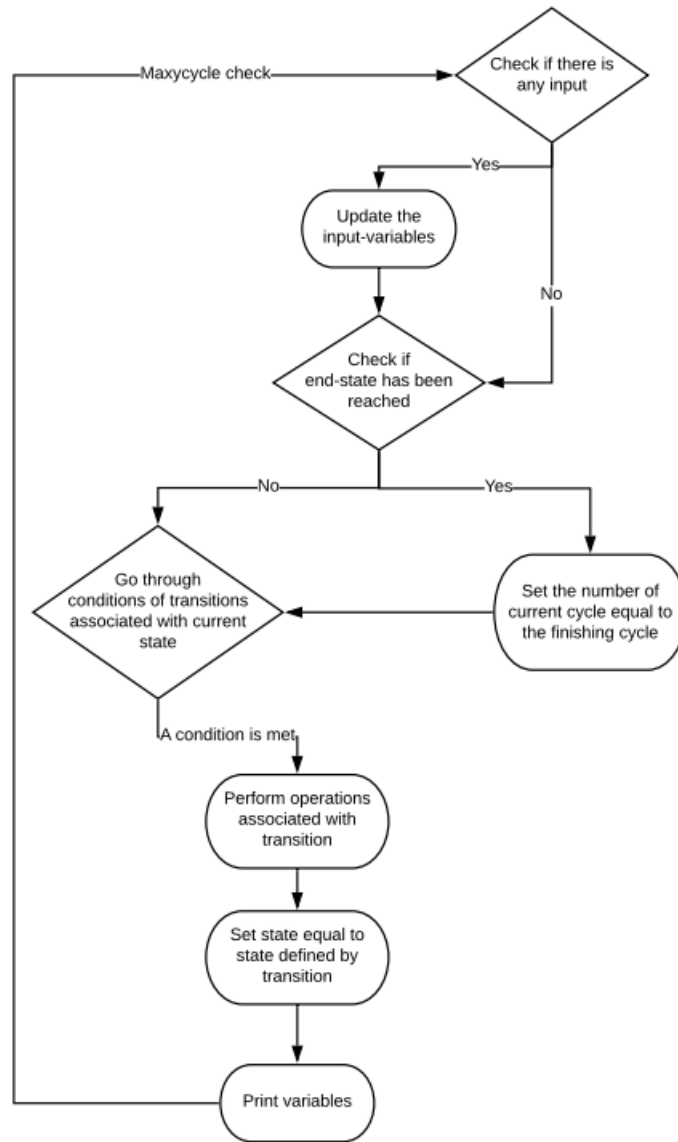 Maxycycle check
Check if there is
any input
Yes
Update the
input-variables
No
Check if
end-state has been
reached
No
Yes
Go through
conditions of transitions
associated with current
state
Set the number of
current cycle equal to
the finishing cycle
A condition is met
Perform operations
associated with
transition
Set state equal to
state defined by
transition
Print variables